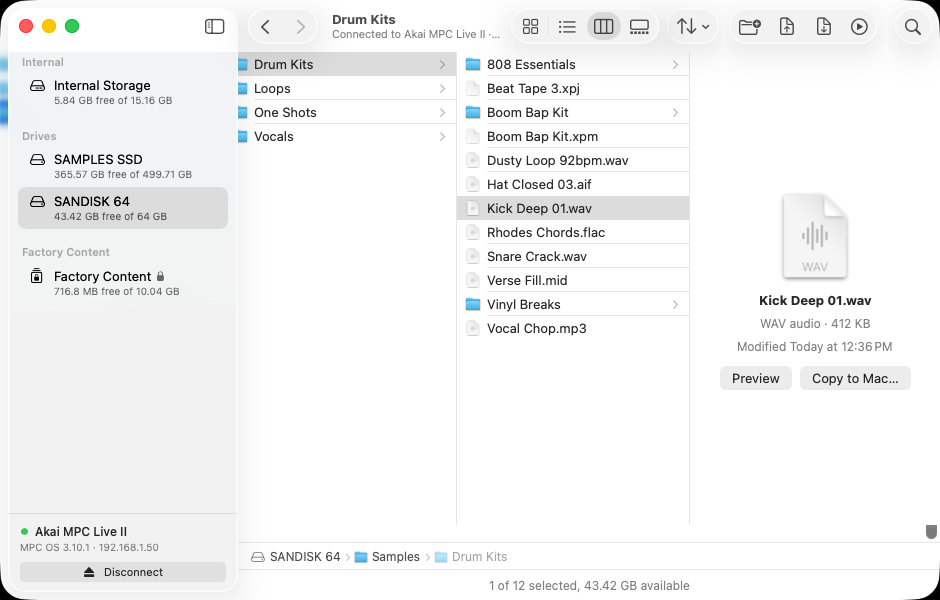 Drum Kits
Connected to Akai MPC Live II ·...
Internal
Internal Storage
5.84 GB free of 15.16 GB
Drives
SAMPLES SSD
365.57 GB free of 499.71 GB
SANDISK 64
43.42 GB free of 64 GB
Factory Content
Factory Content
716.8 MB free of 10.04 GB
Akai MPC Live II
MPC OS 3.10.1 · 192.168.1.50
Disconnect
Drum Kits
Loops
One Shots
Vocals
808 Essentials
Beat Tape 3.xpj
Boom Bap Kit
Boom Bap Kit.xpm
Dusty Loop 92bpm.wav
Hat Closed 03.aif
Kick Deep 01.wav
Rhodes Chords.flac
Snare Crack.wav
Verse Fill.mid
Vinyl Breaks
Vocal Chop.mp3
WAV
Kick Deep 01.wav
WAV audio · 412 KB
Modified Today at 12:36 PM
Preview Copy to Mac...
SANDISK 64 › Samples › Drum Kits
1 of 12 selected, 43.42 GB available